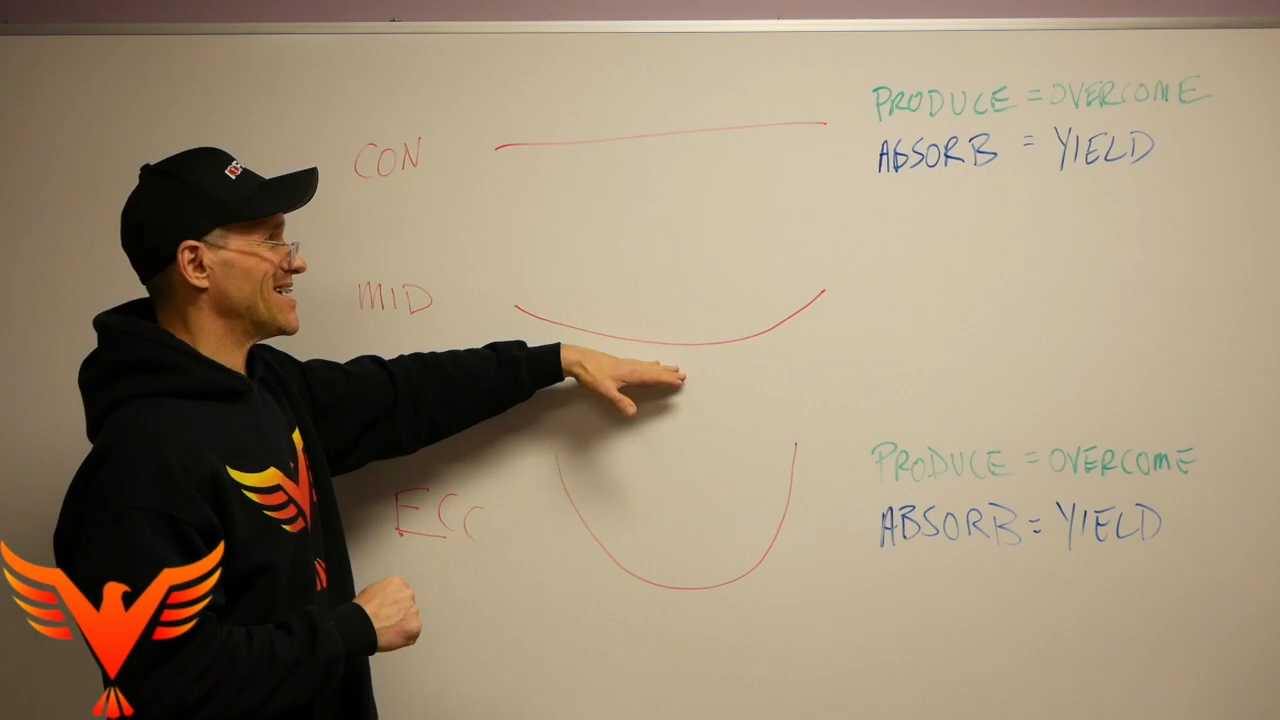 PRODUCE = OVERCOME
CON
ABSORB = YIELD
MID
PRODUCE = OVERCOME
ECC
ABSORB = YIELD